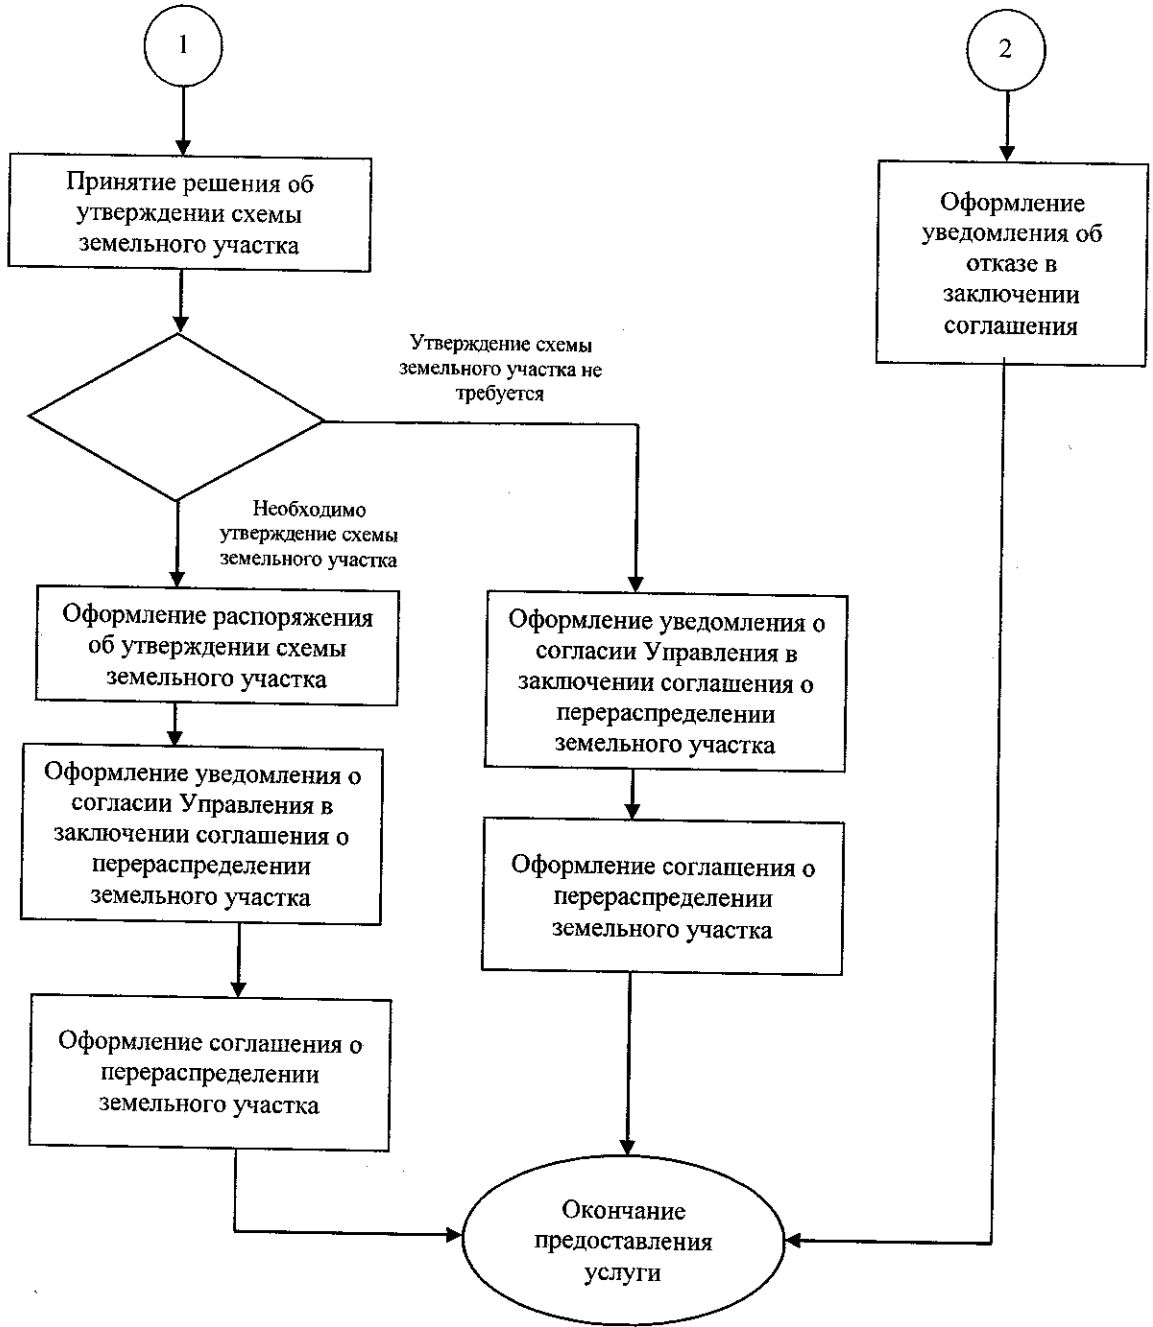 1
2
Принятие решения об
утверждении схемы
земельного участка
Оформление
уведомления об
отказе в
заключении
соглашения
Утверждение схемы
земельного участка не
требуется
Необходимо
утверждение схемы
земельного участка
Оформление распоряжения
об утверждении схемы
земельного участка
Оформление уведомления о
согласии Управления в
заключении соглашения о
перераспределении
земельного участка
Оформление уведомления о
согласии Управления в
заключении соглашения о
перераспределении
земельного участка
Оформление соглашения о
перераспределении
земельного участка
Оформление соглашения о
перераспределении
земельного участка
Окончание
предоставления
услуги